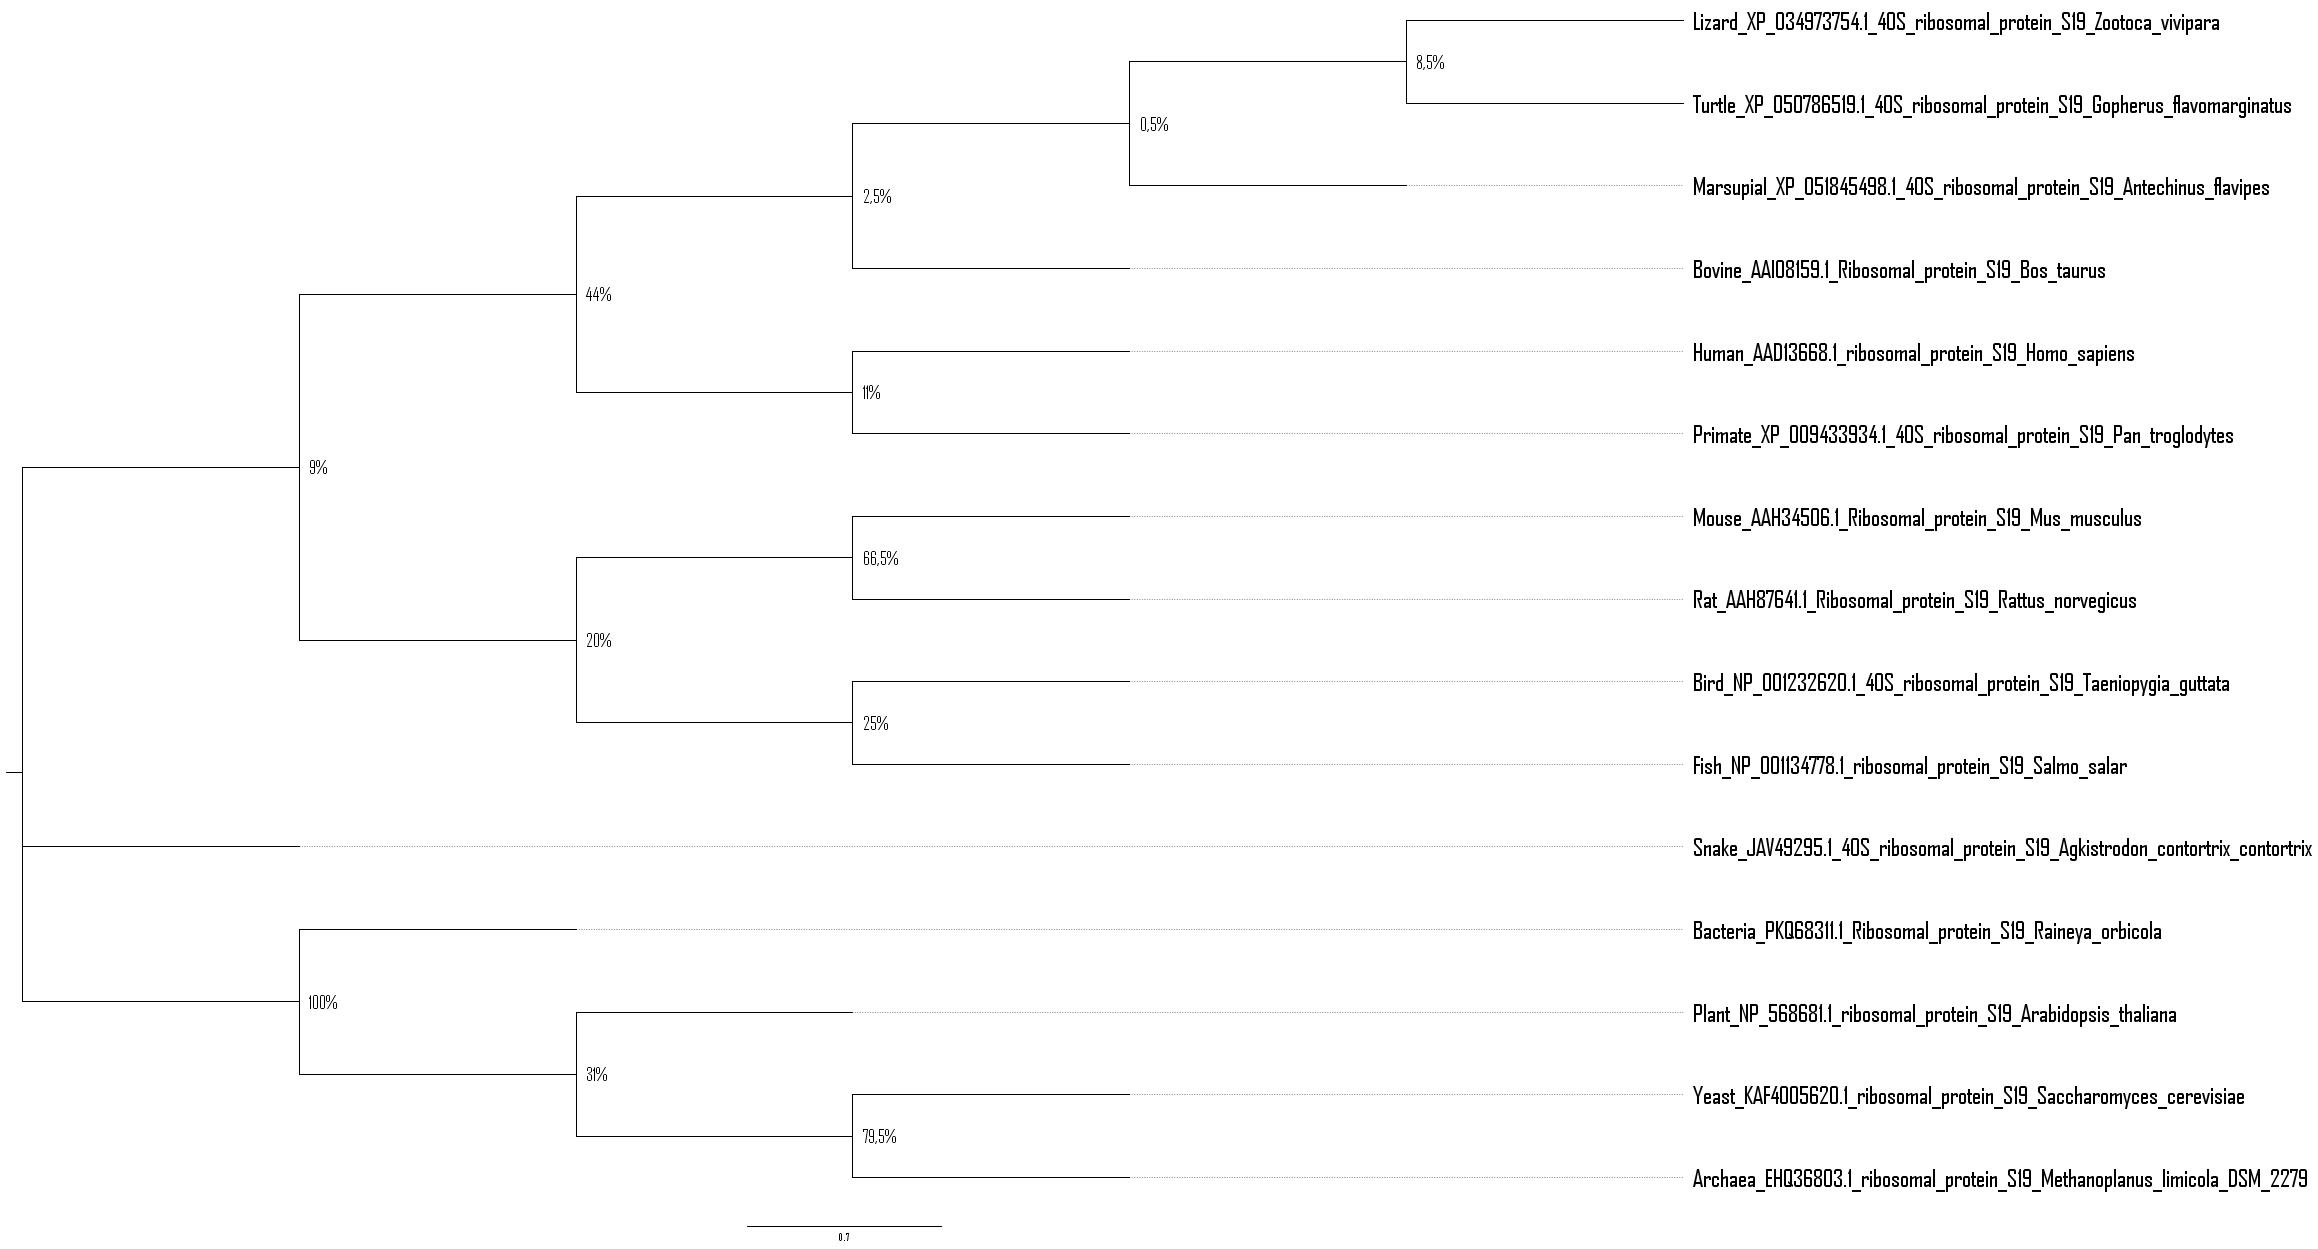 Lizard_XP_034973754.1_40S_ribosomal_protein_S19_Zootoca_vivipara
8,5%
Turtle_XP_050786519.1_40S_ribosomal_protein_S19_Gopherus_flavomarginatus
0,5%
Marsupial_XP_051845498.1_40S_ribosomal_protein_S19_Antechinus_flavipes
2,5%
Bovine_AAI08159.1_Ribosomal_protein_S19_Bos_taurus
44%
Human_AAD13668.1_ribosomal_protein_S19_Homo_sapiens
11%
Primate_XP_009433934.1_40S_ribosomal_protein_S19_Pan_troglodytes
9%
Mouse_AAH34506.1_Ribosomal_protein_S19_Mus_musculus
66,5%
Rat_AAH87641.1_Ribosomal_protein_S19_Rattus_norvegicus
20%
Bird_NP_001232620.1_40S_ribosomal_protein_S19_Taeniopygia_guttata
25%
Fish_NP_001134778.1_ribosomal_protein_S19_Salmo_salar
Snake_JAV49295.1_40S_ribosomal_protein_S19_Agkistrodon_contortrix_contortrix
Bacteria_PKQ68311.1_Ribosomal_protein_S19_Raineya_orbicola
100%
Plant_NP_568681.1_ribosomal_protein_S19_Arabidopsis_thaliana
31%
Yeast_KAF4005620.1_ribosomal_protein_S19_Saccharomyces_cerevisiae
79,5%
Archaea_EHQ36803.1_ribosomal_protein_S19_Methanoplanus_limicola_DSM_2279
0.7